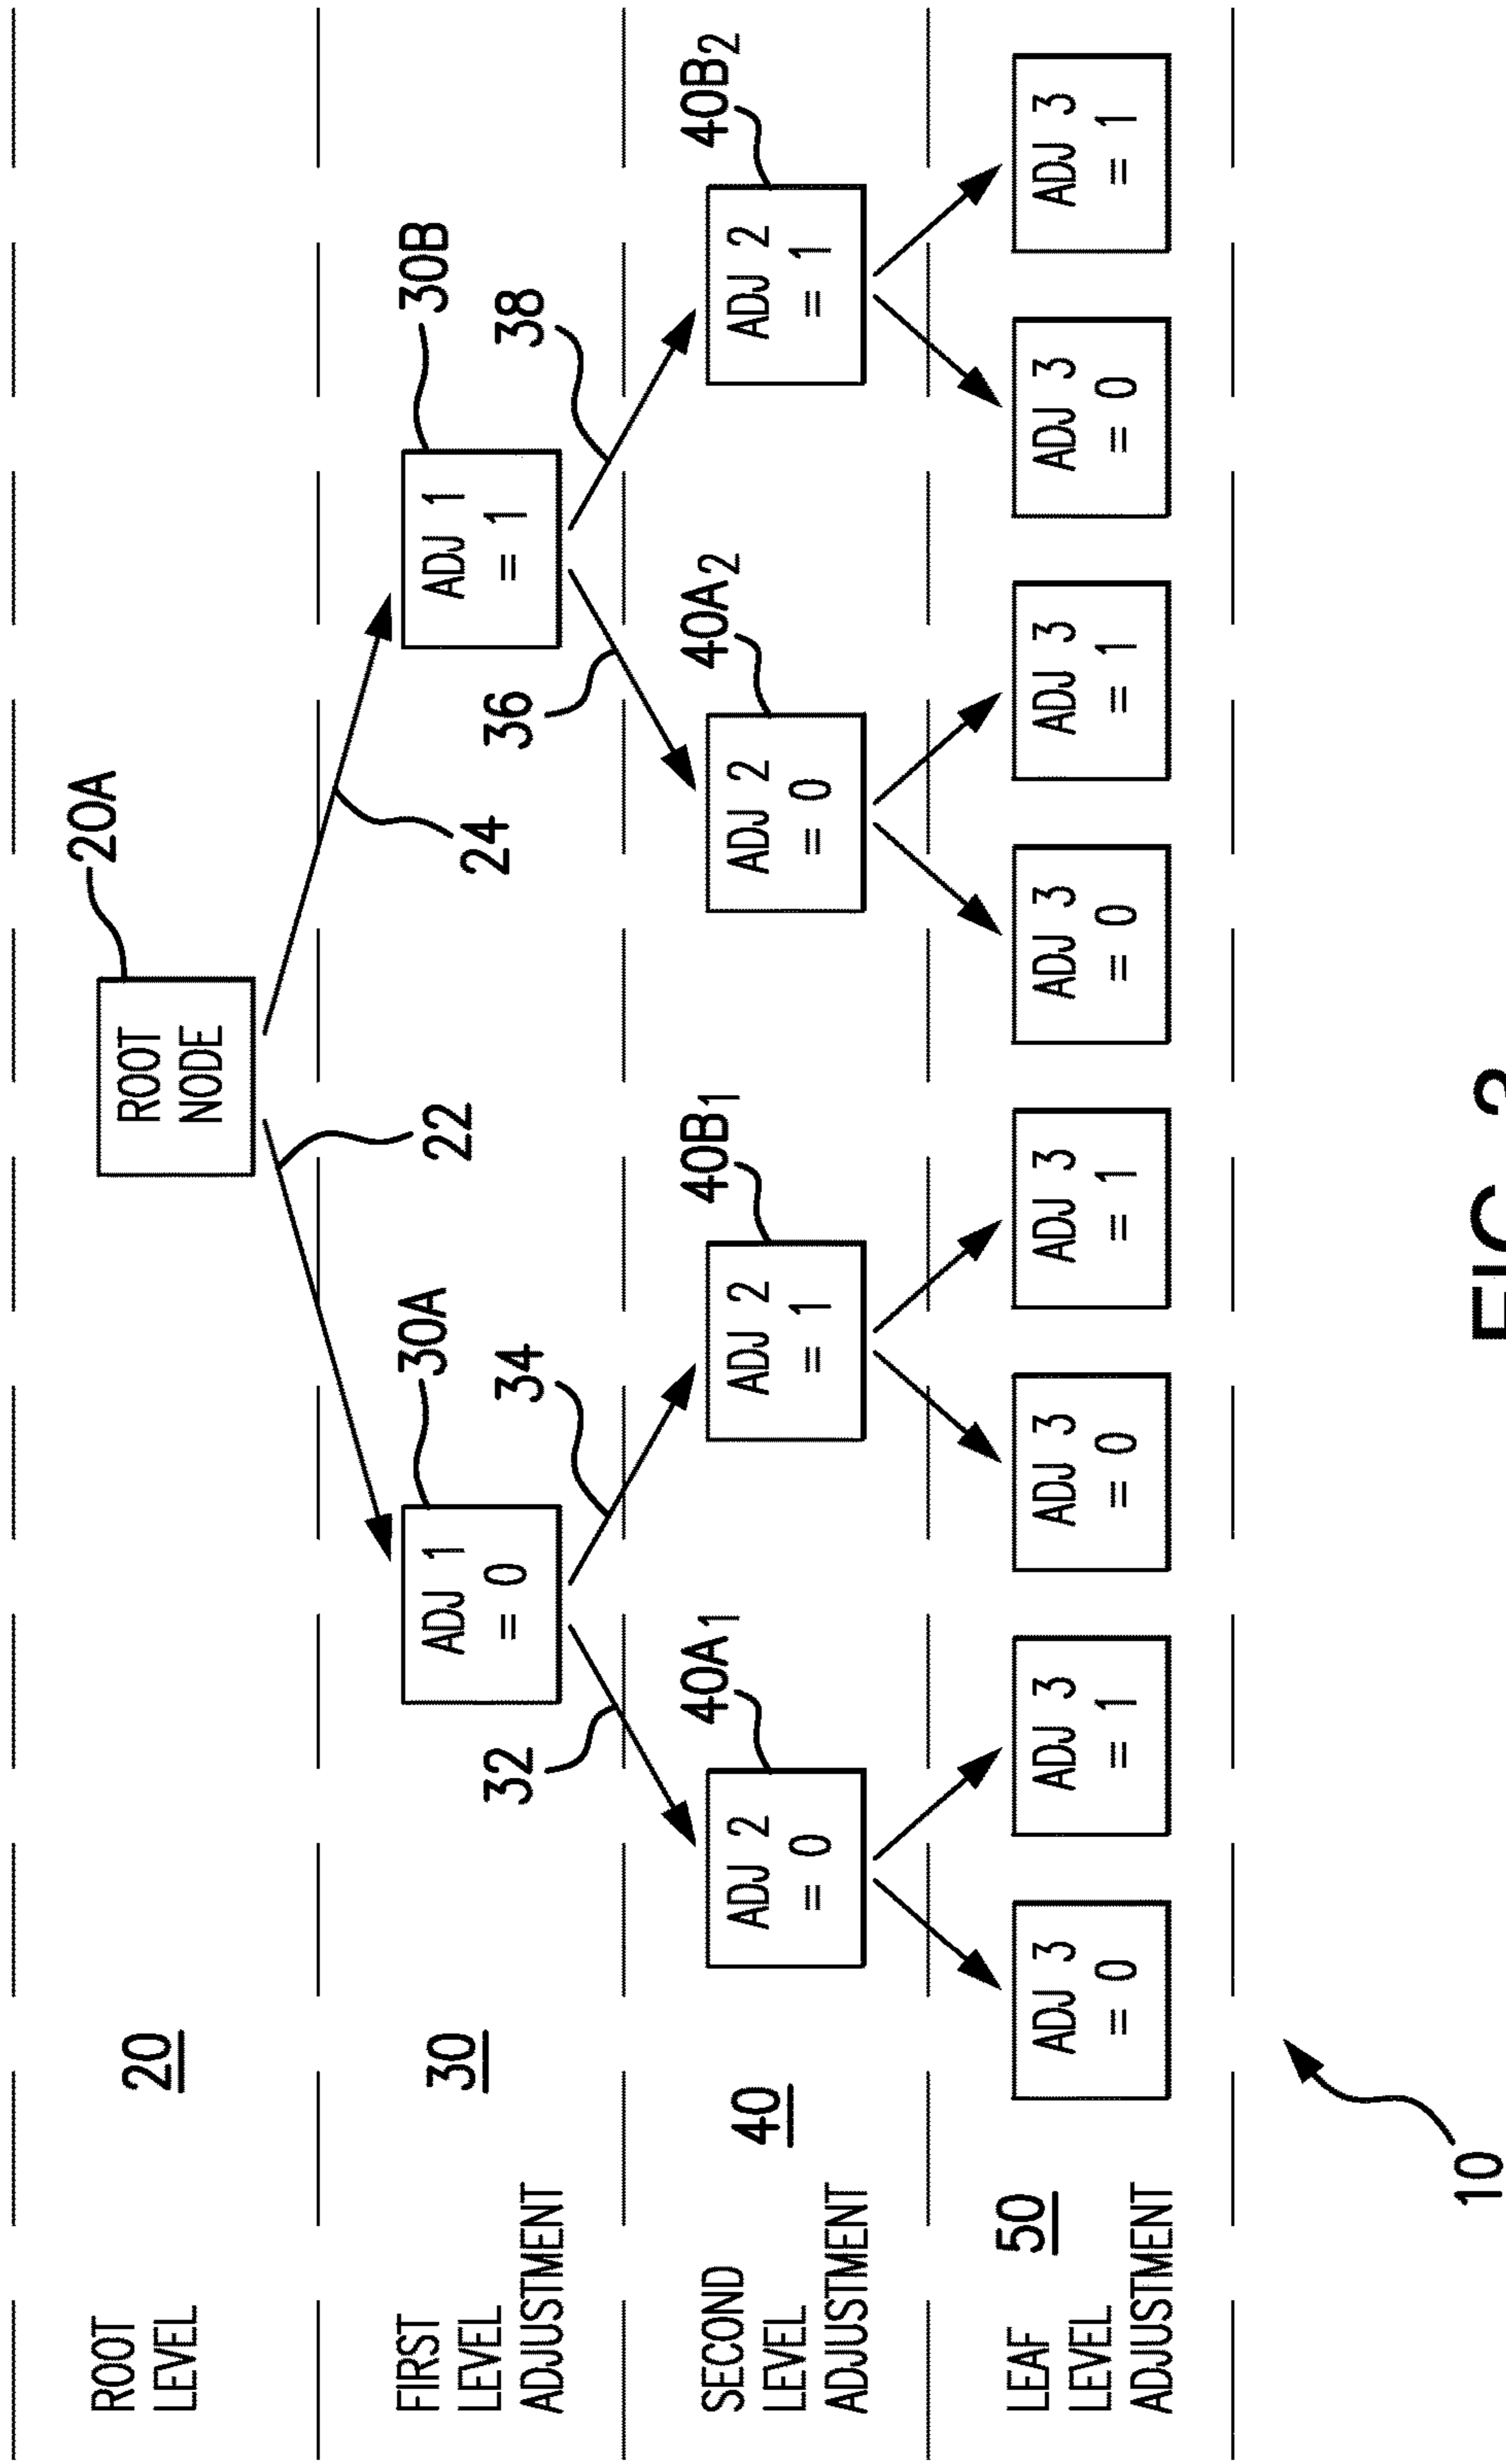 ROOT
LEVEL
20
ROOT
NODE
20A
22
24
FIRST
LEVEL
ADJUSTMENT
30
ADJ 1
= 0
30A
ADJ 1
= 1
30B
32
34
36
38
SECOND
LEVEL
ADJUSTMENT
40
ADJ 2
= 0
40A1
ADJ 2
= 1
40B1
ADJ 2
= 0
40A2
ADJ 2
= 1
40B2
LEAF
LEVEL
ADJUSTMENT
50
ADJ 3
= 0
ADJ 3
= 1
ADJ 3
= 0
ADJ 3
= 1
ADJ 3
= 0
ADJ 3
= 1
ADJ 3
= 0
ADJ 3
= 1
10
FIG